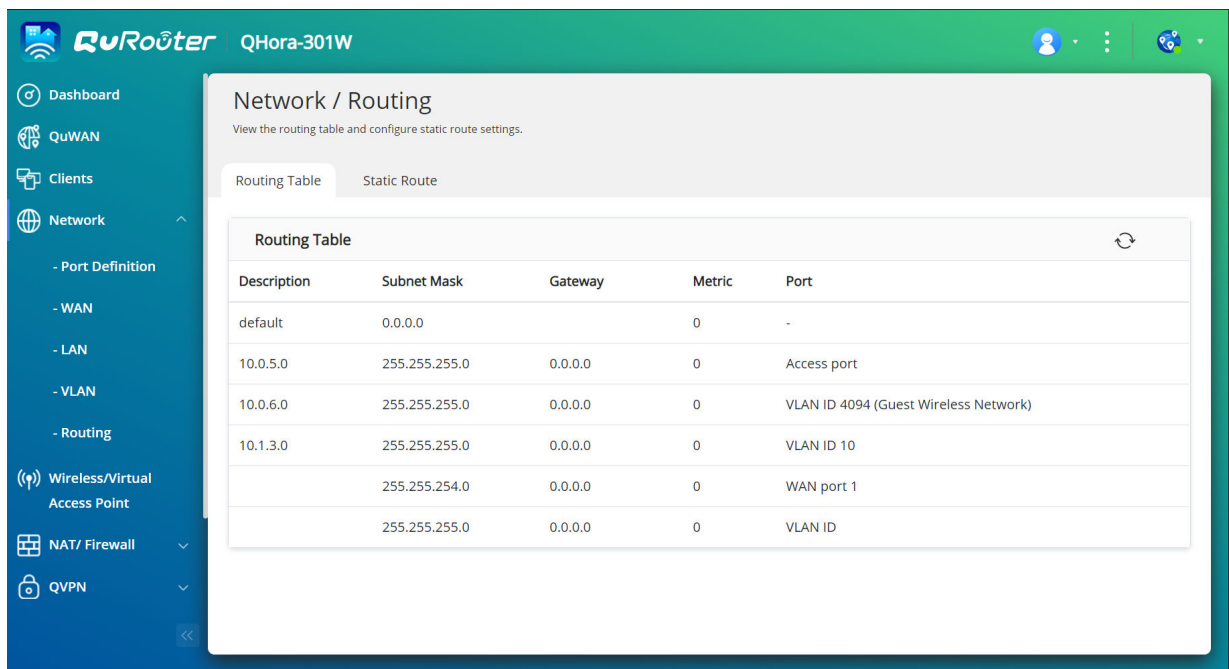 QuRouter QHora-301W
Dashboard
QuWAN
Clients
Network
- Port Definition
- WAN
- LAN
- VLAN
- Routing
Wireless/Virtual
Access Point
NAT/ Firewall
QVPN
Network / Routing
View the routing table and configure static route settings.
Routing Table Static Route
Routing Table
Description Subnet Mask Gateway Metric Port
default 0.0.0.0 0 -
10.0.5.0 255.255.255.0 0.0.0.0 0 Access port
10.0.6.0 255.255.255.0 0.0.0.0 0 VLAN ID 4094 (Guest Wireless Network)
10.1.3.0 255.255.255.0 0.0.0.0 0 VLAN ID 10
255.255.254.0 0.0.0.0 0 WAN port 1
255.255.255.0 0.0.0.0 0 VLAN ID